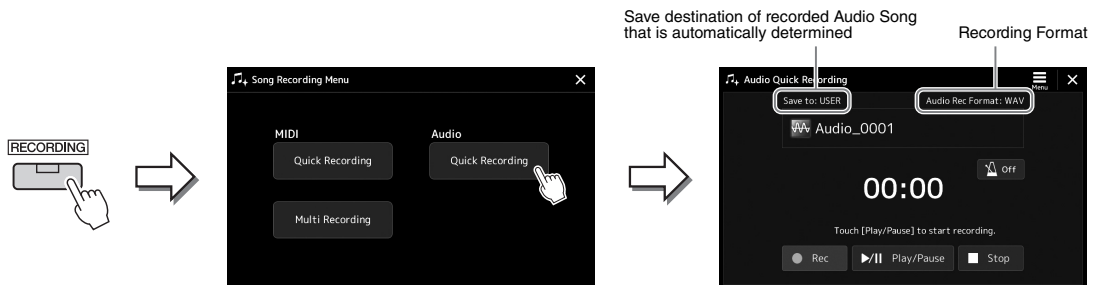 Save destination of recorded Audio Song
that is automatically determined
Recording Format
RECORDING
Song Recording Menu
MIDI
Audio
Quick Recording
Quick Recording
Multi Recording
Audio Quick Recording
Menu
Save to: USER
Audio Rec Format: WAV
Audio_0001
Off
00:00
Touch [Play/Pause] to start recording.
Rec
Play/Pause
Stop